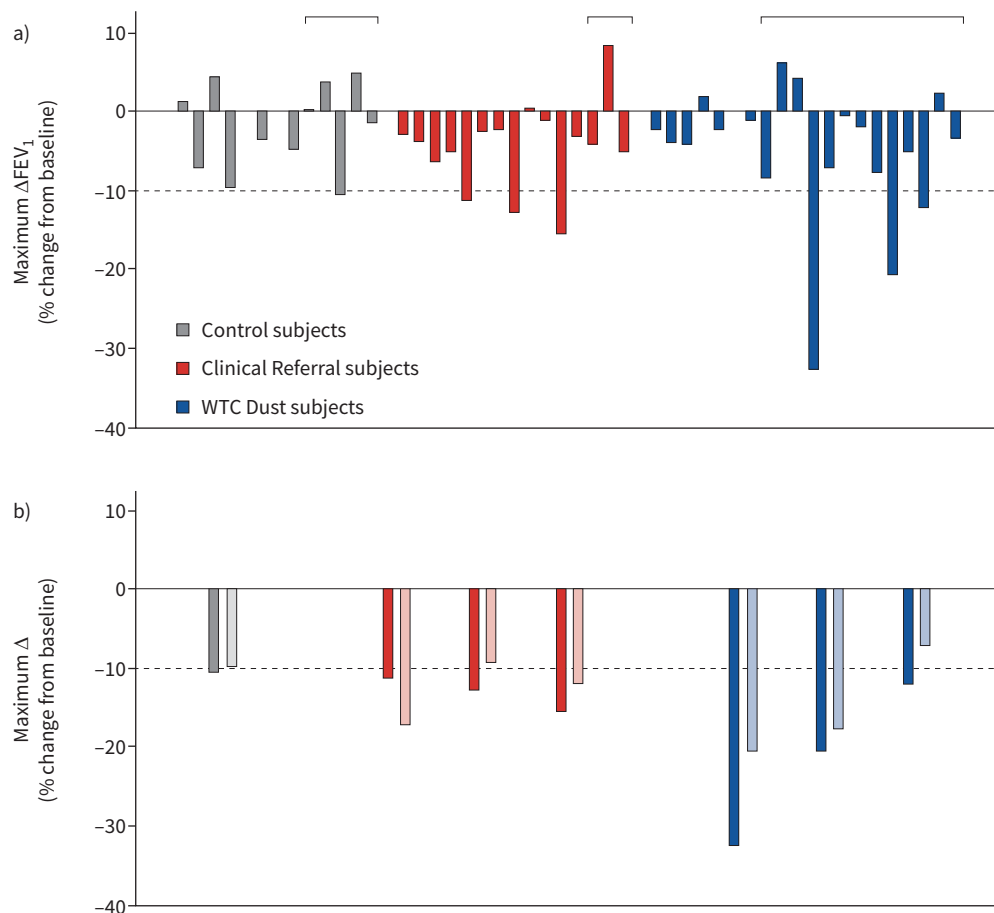 a)
10
0
–10
–20
–30
–40
Maximum ΔFEV1
(% change from baseline)
Control subjects
Clinical Referral subjects
WTC Dust subjects
b)
10
0
–10
–20
–30
–40
Maximum Δ
(% change from baseline)